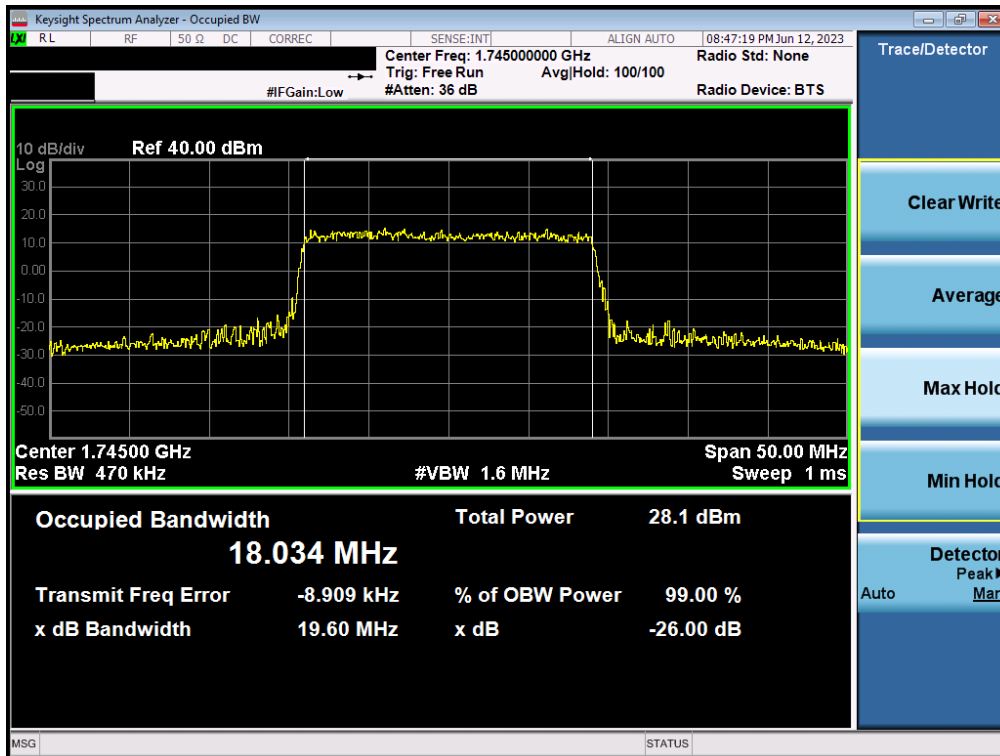 Keysight Spectrum Analyzer - Occupied BW
LXI RL RF 50 Ω DC CORREC SENSE:INT ALIGN AUTO 08:47:19 PM Jun 12, 2023
Center Freq: 1.745000000 GHz Radio Std: None
Trig: Free Run Avg|Hold: 100/100
#IFGain:Low #Atten: 36 dB Radio Device: BTS
Trace/Detector
10 dB/div Ref 40.00 dBm
Log
30.0
20.0
10.0
0.00
-10.0
-20.0
-30.0
-40.0
-50.0
Center 1.74500 GHz Span 50.00 MHz
Res BW 470 kHz #VBW 1.6 MHz Sweep 1 ms
Occupied Bandwidth Total Power 28.1 dBm
18.034 MHz
Transmit Freq Error -8.909 kHz % of OBW Power 99.00 %
x dB Bandwidth 19.60 MHz x dB -26.00 dB
Clear Write
Average
Max Hold
Min Hold
Detector
Peak
Auto Man
MSG STATUS